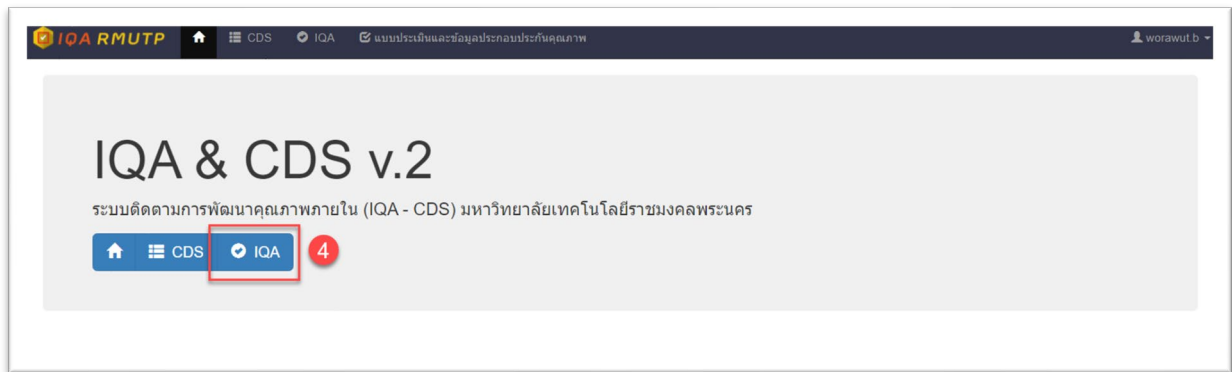 IQA RMUTP CDS IQA แบบประเมินและข้อมูลประกอบประกันคุณภาพ worawut.b
IQA & CDS v.2
ระบบติดตามการพัฒนาคุณภาพภายใน (IQA - CDS) มหาวิทยาลัยเทคโนโลยีราชมงคลพระนคร
CDS IQA 4